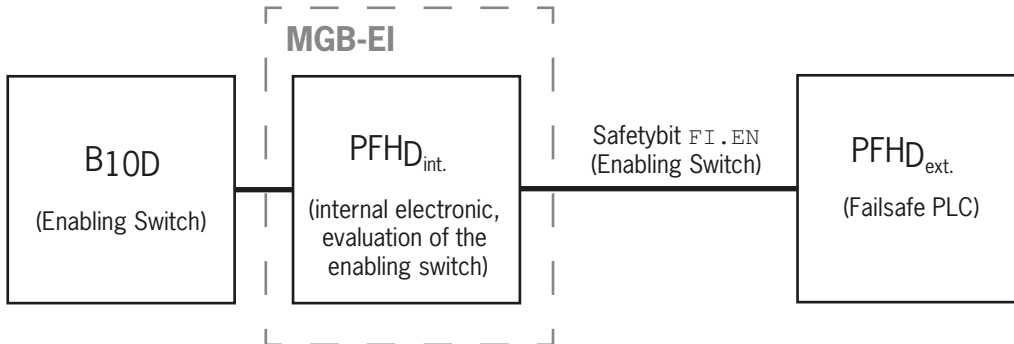 MGB-EI
B10D
(Enabling Switch)
PFHDint.
(internal electronic,
evaluation of the
enabling switch)
Safetybit FI.EN
(Enabling Switch)
PFHDext.
(Failsafe PLC)